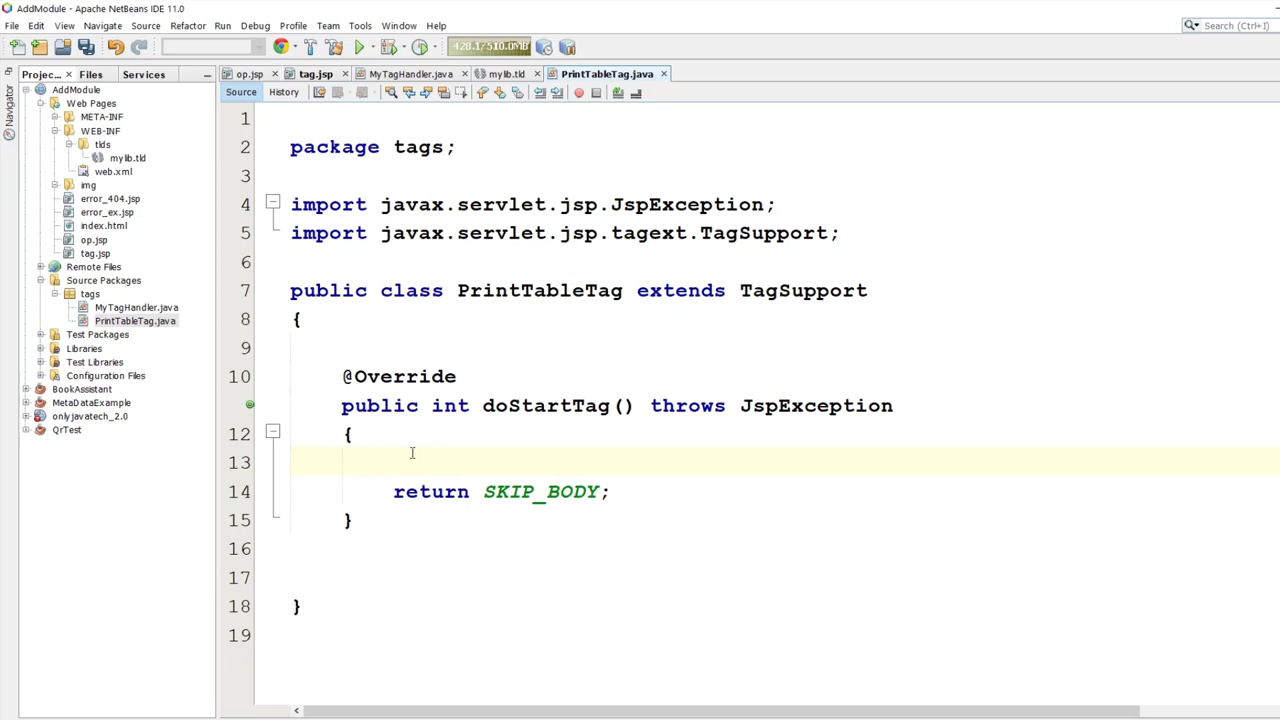 AddModule - Apache NetBeans IDE 11.0
File Edit View Navigate Source Refactor Run Debug Profile Team Tools Window Help
Search (Ctrl+I)
428.1/510.0MB
Projec... Files Services
op.jsp tag.jsp MyTagHandler.java mylib.tld PrintTableTag.java
Source History
Navigator
AddModule
Web Pages
META-INF
WEB-INF
tlds
mylib.tld
web.xml
img
error_404.jsp
error_ex.jsp
index.html
op.jsp
tag.jsp
Remote Files
Source Packages
tags
MyTagHandler.java
PrintTableTag.java
Test Packages
Libraries
Test Libraries
Configuration Files
BookAssistant
MetaDataExample
onlyjavatech_2.0
QrTest
1
2 package tags;
3
4 import javax.servlet.jsp.JspException;
5 import javax.servlet.jsp.tagext.TagSupport;
6
7 public class PrintTableTag extends TagSupport
8 {
9
10 @Override
public int doStartTag() throws JspException
12 {
13
14 return SKIP_BODY;
15 }
16
17
18 }
19